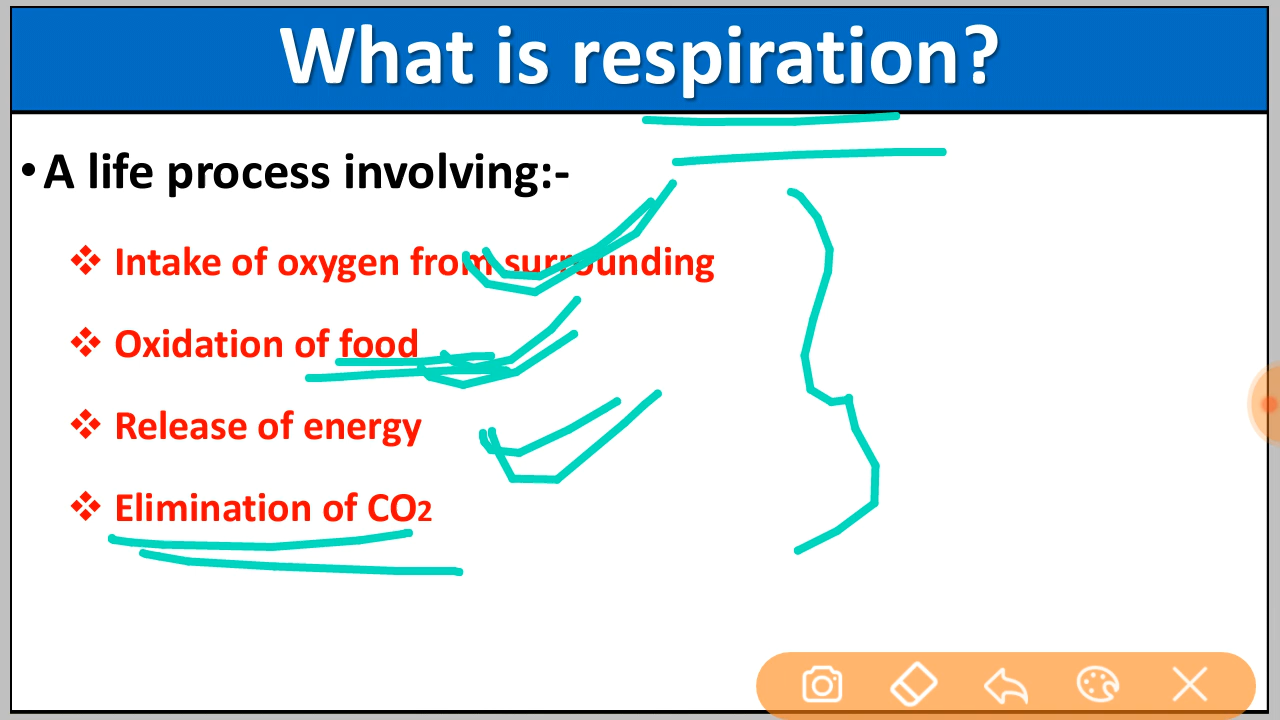 What is respiration?
• A life process involving:-
❖ Intake of oxygen from surrounding
❖ Oxidation of food
❖ Release of energy
❖ Elimination of CO2